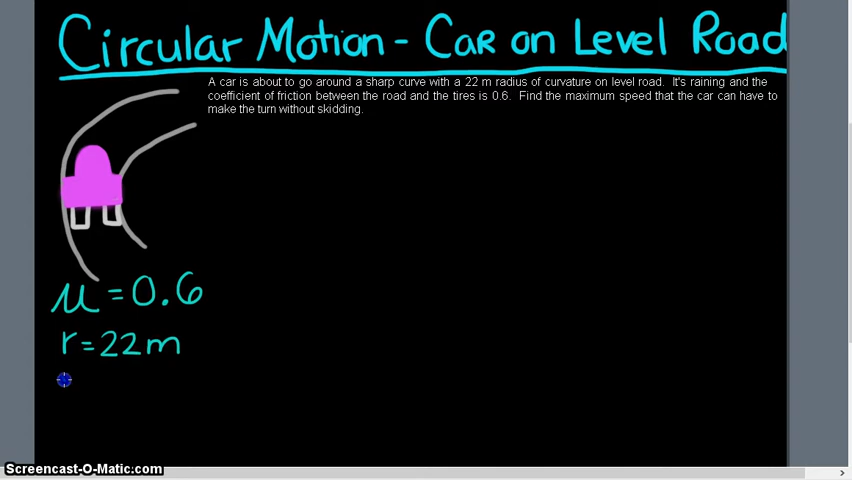 Circular Motion - Car on Level Road
A car is about to go around a sharp curve with a 22 m radius of curvature on level road.  It's raining and the
coefficient of friction between the road and the tires is 0.6.  Find the maximum speed that the car can have to
make the turn without skidding.
μ = 0.6
r = 22 m
Screencast-O-Matic.com